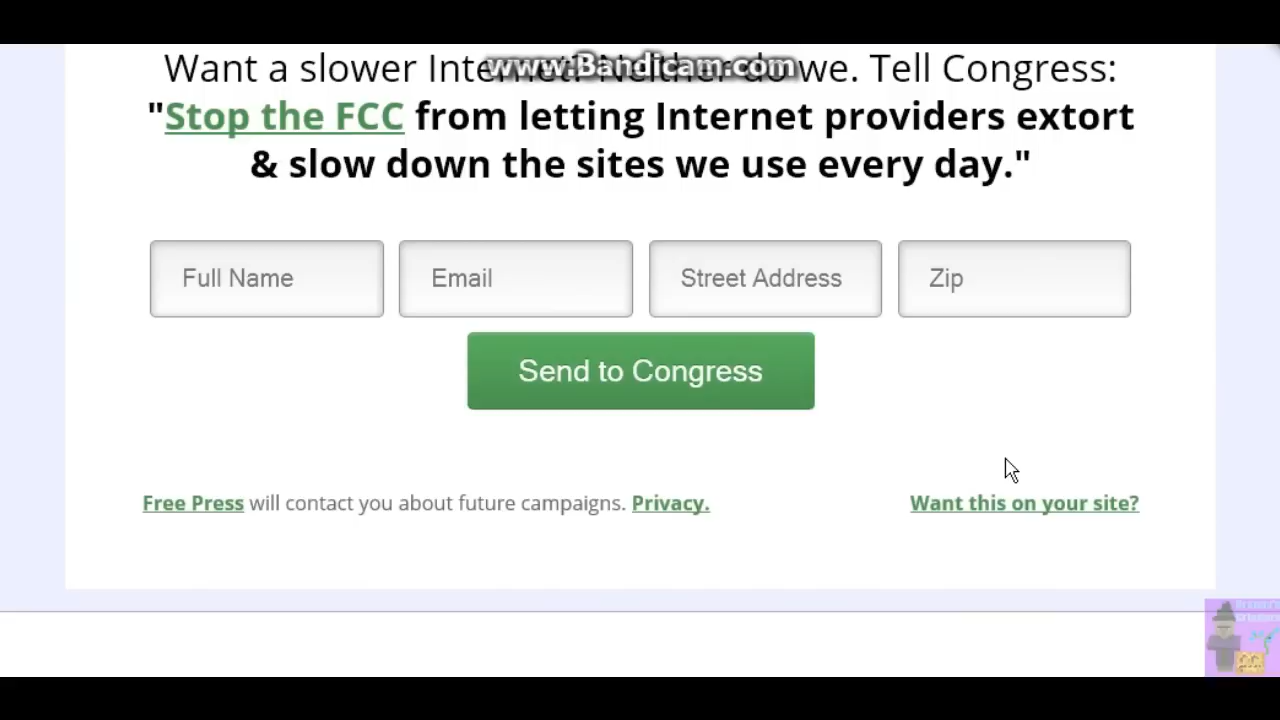 www.Bandicam.com
Want a slower Internet? Neither do we. Tell Congress:
"Stop the FCC from letting Internet providers extort
& slow down the sites we use every day."
Full Name Email Street Address Zip
Send to Congress
Free Press will contact you about future campaigns. Privacy. Want this on your site?